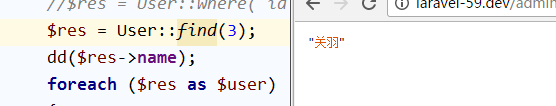 //$res = User::where( 'id
$res = User::find(3);
dd($res->name);
foreach ($res as $user)
laravel-59.dev/admin
"关羽"